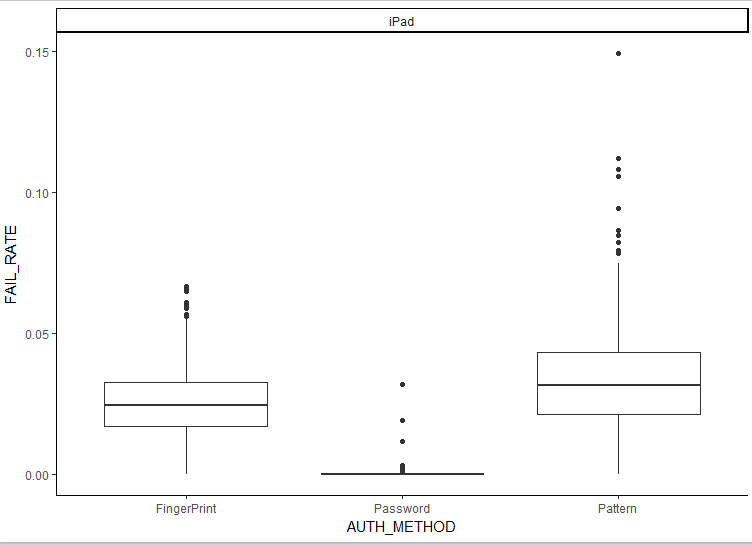 iPad
0.15
0.10
0.05
0.00
FAIL_RATE
FingerPrint
Password
Pattern
AUTH_METHOD